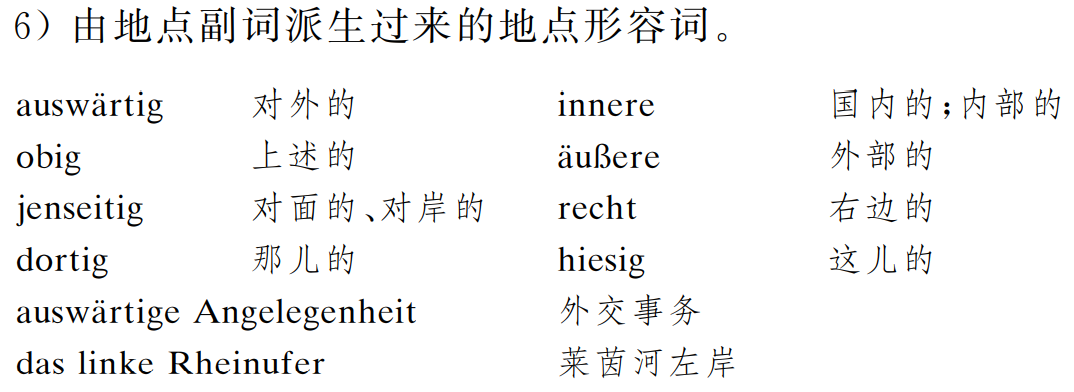 6）由地点副词派生过来的地点形容词。
auswärtig 对外的 innere 国内的；内部的
obig 上述的 äußere 外部的
jenseitig 对面的、对岸的 recht 右边的
dortig 那儿的 hiesig 这儿的
auswärtige Angelegenheit 外交事务
das linke Rheinufer 莱茵河左岸